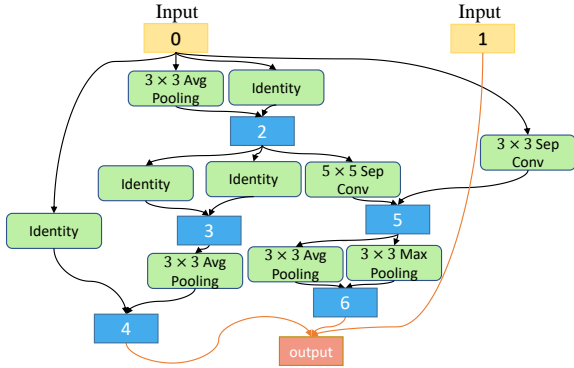 Input
Input
0
1
3 × 3 Avg
Pooling
Identity
2
3 × 3 Sep
Conv
Identity
Identity
5 × 5 Sep
Conv
Identity
3
5
3 × 3 Avg
Pooling
3 × 3 Avg
Pooling
3 × 3 Max
Pooling
4
6
output